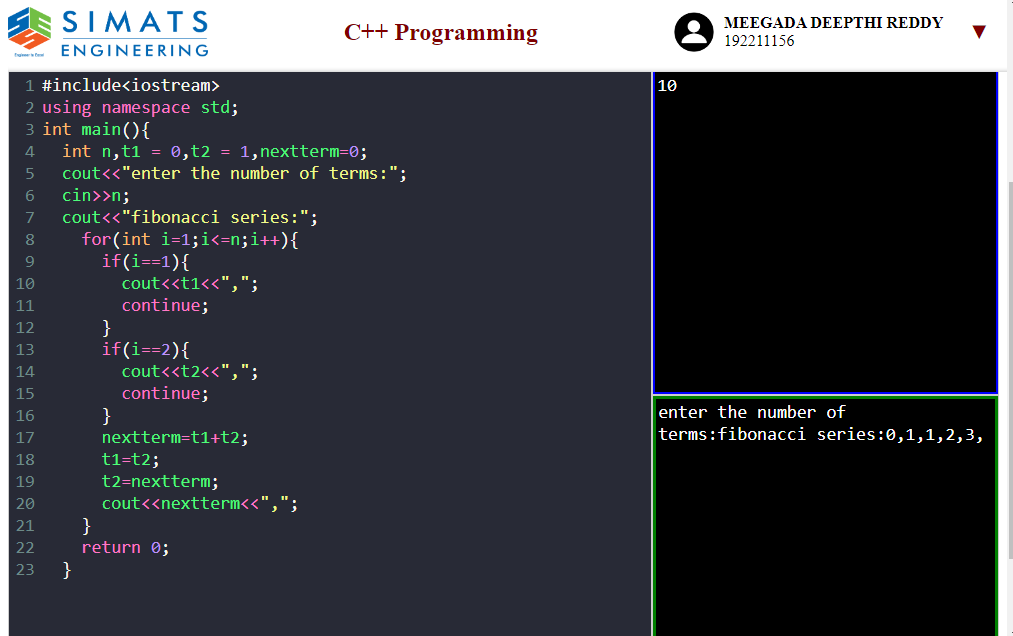 SIMATS
ENGINEERING
Engineer to Excel
C++ Programming
MEEGADA DEEPTHI REDDY
192211156
1 #include<iostream>
2 using namespace std;
3 int main(){
4   int n,t1 = 0,t2 = 1,nextterm=0;
5   cout<<"enter the number of terms:";
6   cin>>n;
7   cout<<"fibonacci series:";
8     for(int i=1;i<=n;i++){
9       if(i==1){
10         cout<<t1<<",";
11         continue;
12       }
13       if(i==2){
14         cout<<t2<<",";
15         continue;
16       }
17       nextterm=t1+t2;
18       t1=t2;
19       t2=nextterm;
20       cout<<nextterm<<",";
21     }
22     return 0;
23   }
10
enter the number of
terms:fibonacci series:0,1,1,2,3,